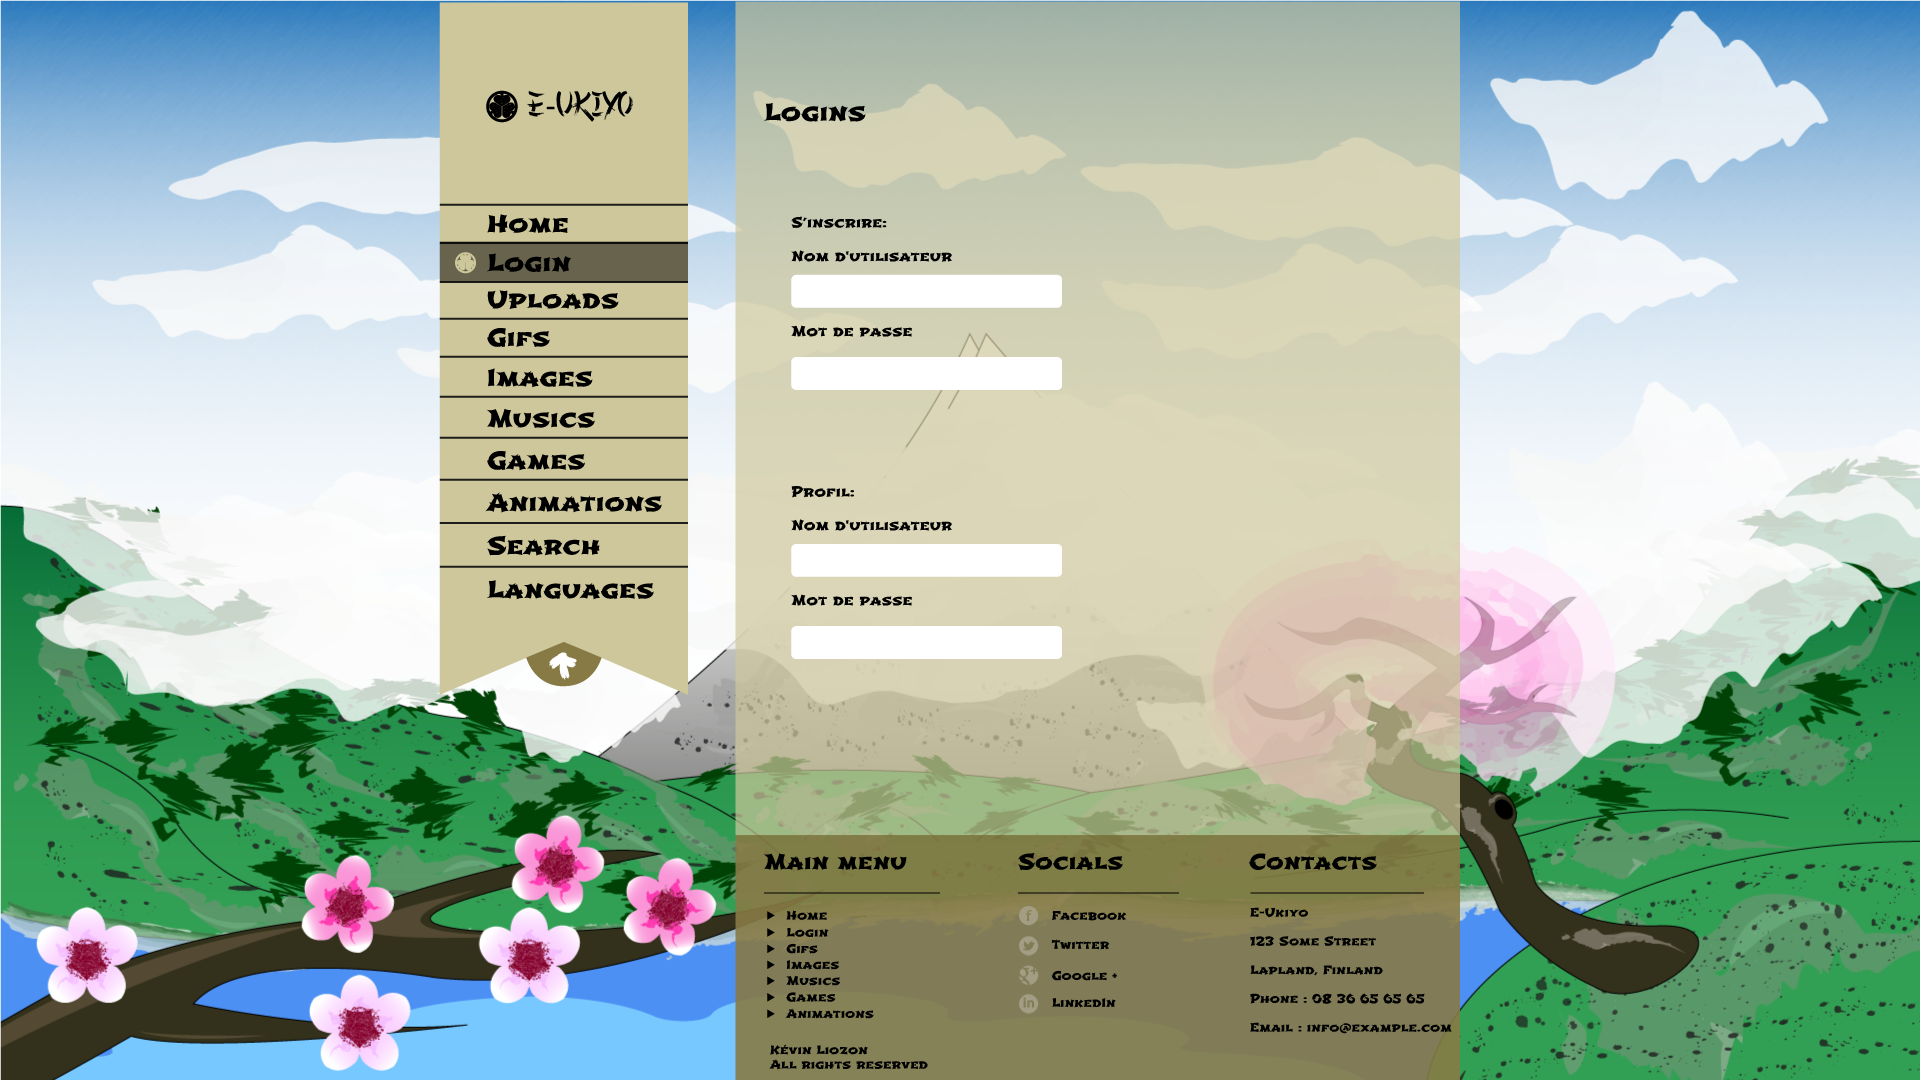 E-UKIYO
Home
Login
Uploads
Gifs
Images
Musics
Games
Animations
Search
Languages
Logins
S'inscrire:
Nom d'utilisateur
Mot de passe
Profil:
Nom d'utilisateur
Mot de passe
Main menu
Home
Login
Gifs
Images
Musics
Games
Animations
Kévin Liozon
All rights reserved
Socials
Facebook
Twitter
Google +
LinkedIn
Contacts
E-Ukiyo
123 Some Street
Lapland, Finland
Phone : 08 36 65 65 65
Email : info@example.com